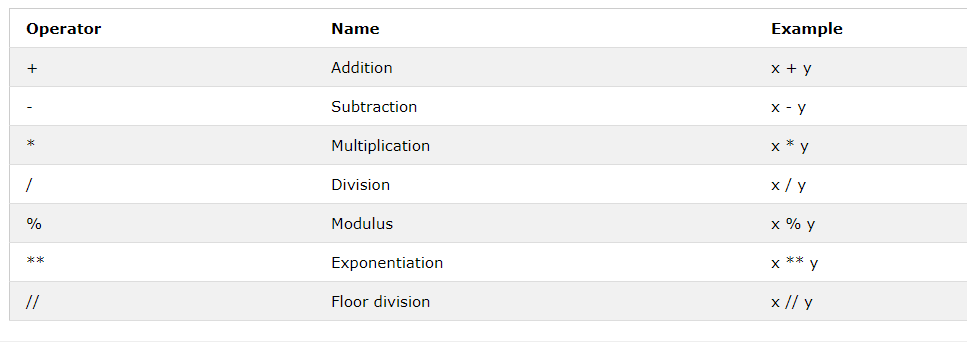 Operator Name Example
+ Addition x + y
- Subtraction x - y
* Multiplication x * y
/ Division x / y
% Modulus x % y
** Exponentiation x ** y
// Floor division x // y